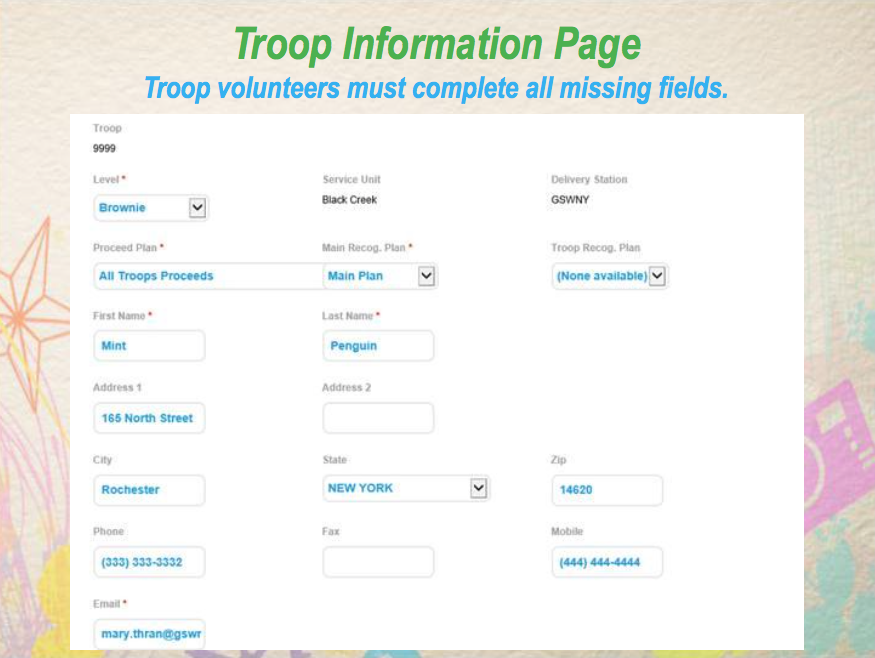 Troop Information Page
Troop volunteers must complete all missing fields.
Troop
9999
Level * Service Unit Delivery Station
Brownie Black Creek GSWNY
Proceed Plan * Main Recog. Plan * Troop Recog. Plan
All Troops Proceeds Main Plan (None available)
First Name * Last Name *
Mint Penguin
Address 1 Address 2
165 North Street
City State Zip
Rochester NEW YORK 14620
Phone Fax Mobile
(333) 333-3332 (444) 444-4444
Email *
mary.thran@gswr